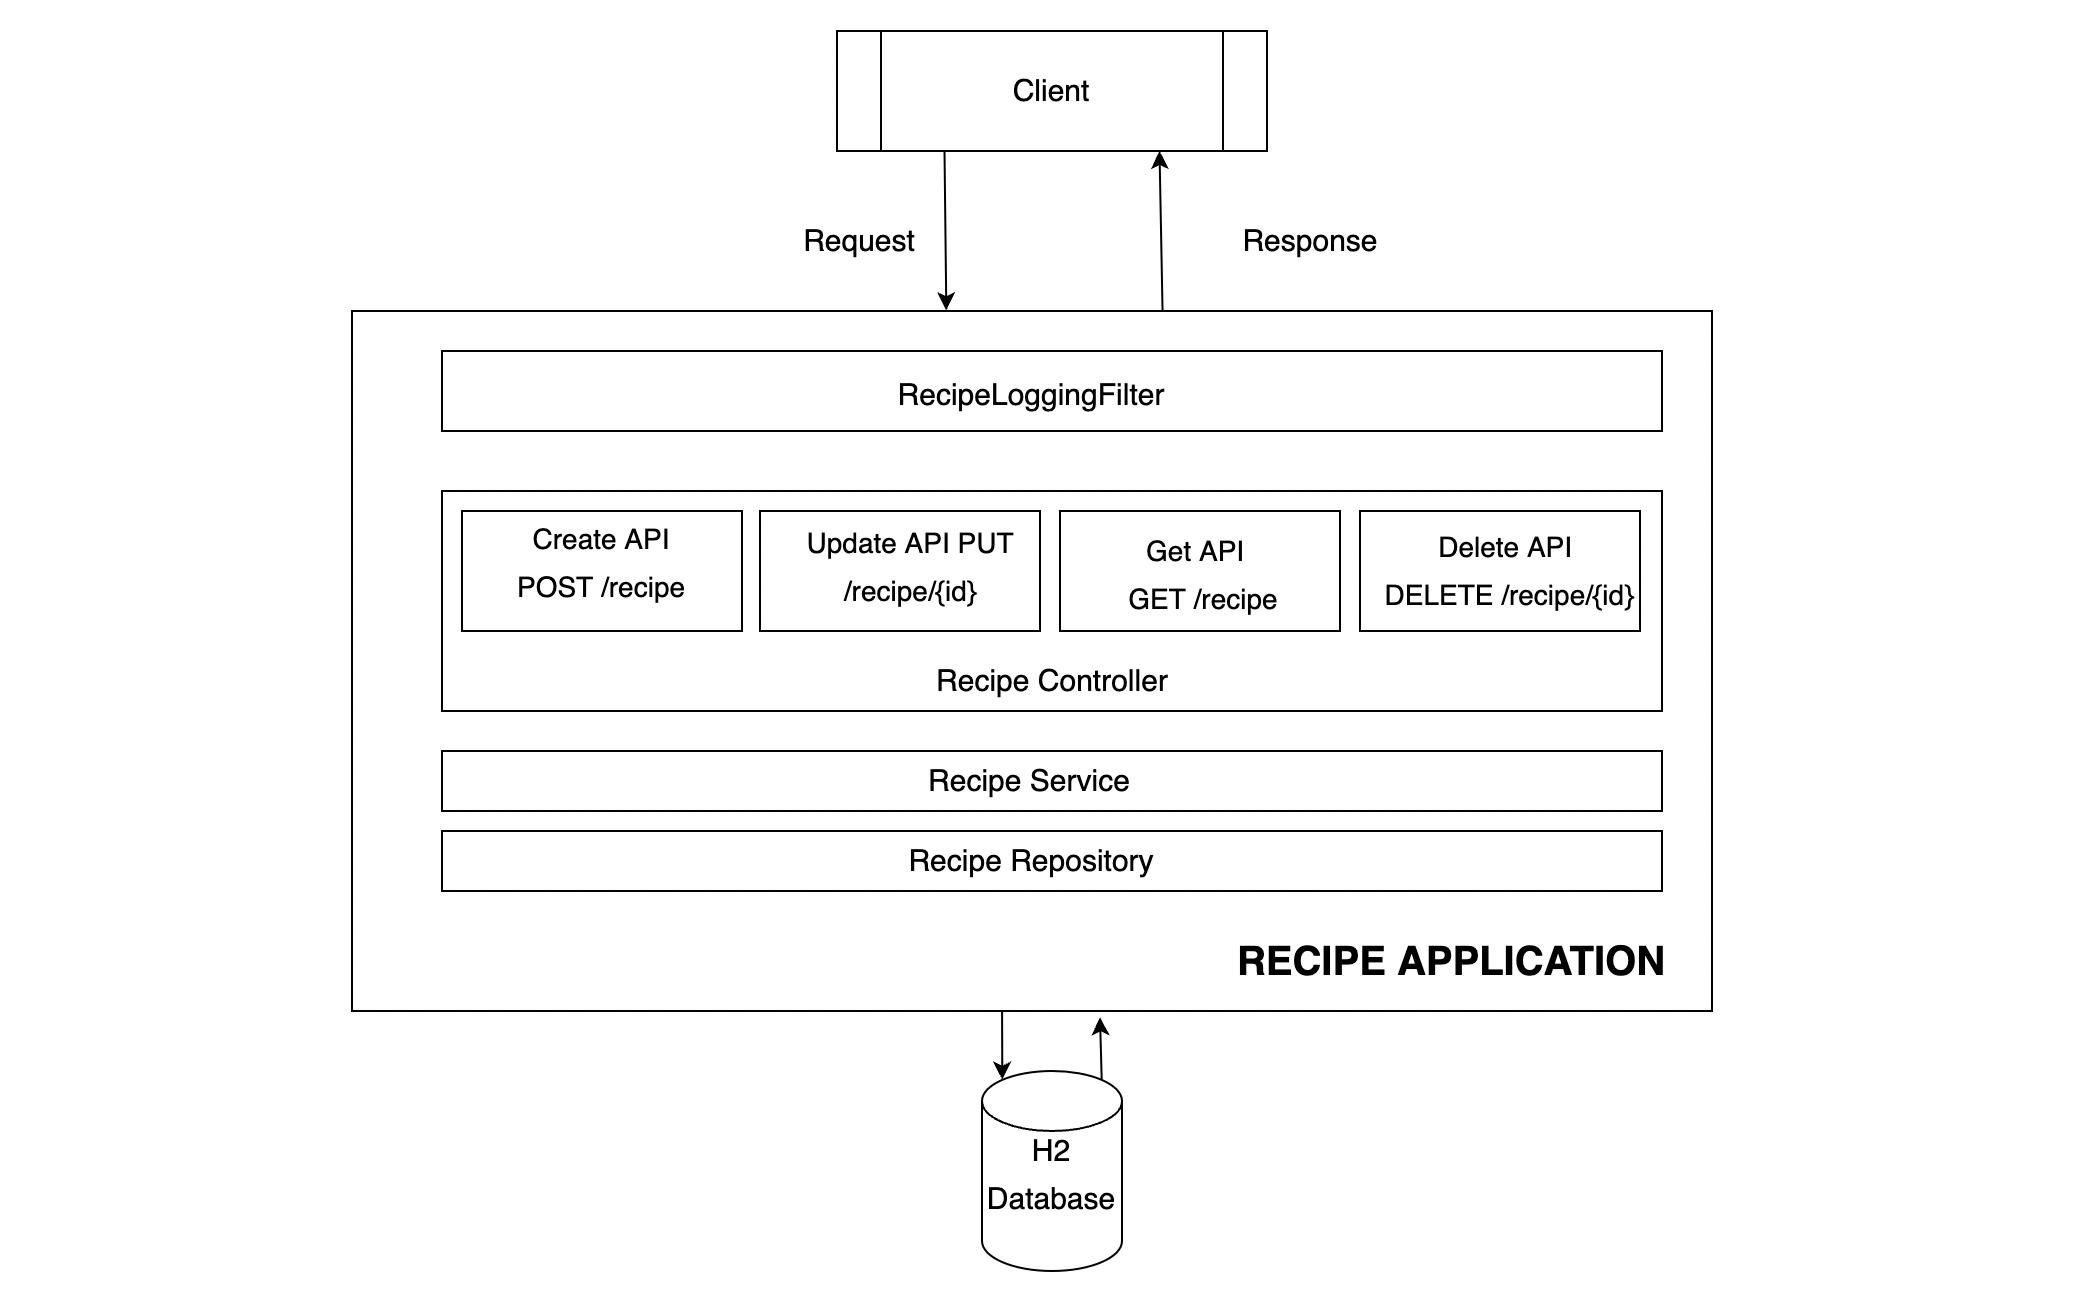 Client
Request
Response
RecipeLoggingFilter
Create API
POST /recipe
Update API PUT
/recipe/{id}
Get API
GET /recipe
Delete API
DELETE /recipe/{id}
Recipe Controller
Recipe Service
Recipe Repository
RECIPE APPLICATION
H2
Database